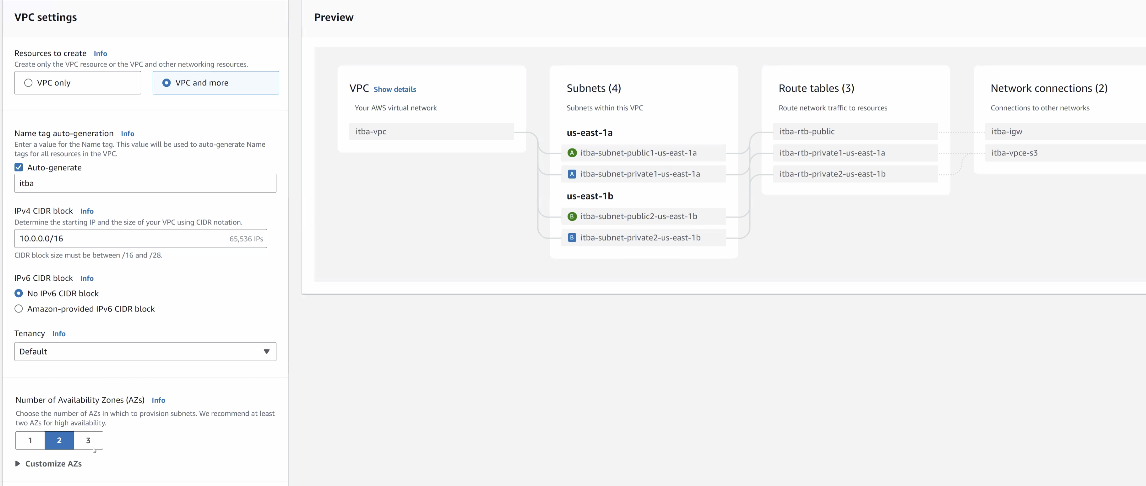 VPC settings
Resources to create Info
Create only the VPC resource or the VPC and other networking resources.
VPC only
VPC and more
Name tag auto-generation Info
Enter a value for the Name tag. This value will be used to auto-generate Name
tags for all resources in the VPC.
Auto-generate
itba
IPv4 CIDR block Info
Determine the starting IP and the size of your VPC using CIDR notation.
10.0.0.0/16 65,536 IPs
CIDR block size must be between /16 and /28.
IPv6 CIDR block Info
No IPv6 CIDR block
Amazon-provided IPv6 CIDR block
Tenancy Info
Default
Number of Availability Zones (AZs) Info
Choose the number of AZs in which to provision subnets. We recommend at least
two AZs for high availability.
1 2 3
Customize AZs
Preview
VPC Show details
Your AWS virtual network
itba-vpc
Subnets (4)
Subnets within this VPC
us-east-1a
A itba-subnet-public1-us-east-1a
A itba-subnet-private1-us-east-1a
us-east-1b
B itba-subnet-public2-us-east-1b
B itba-subnet-private2-us-east-1b
Route tables (3)
Route network traffic to resources
itba-rtb-public
itba-rtb-private1-us-east-1a
itba-rtb-private2-us-east-1b
Network connections (2)
Connections to other networks
itba-igw
itba-vpce-s3